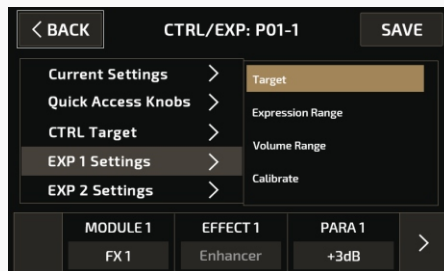 < BACK CTRL/EXP: P01-1 SAVE
Current Settings >
Quick Access Knobs >
CTRL Target >
EXP 1 Settings >
EXP 2 Settings >
Target
Expression Range
Volume Range
Calibrate
MODULE 1 EFFECT 1 PARA 1 >
FX 1 Enhancer +3dB